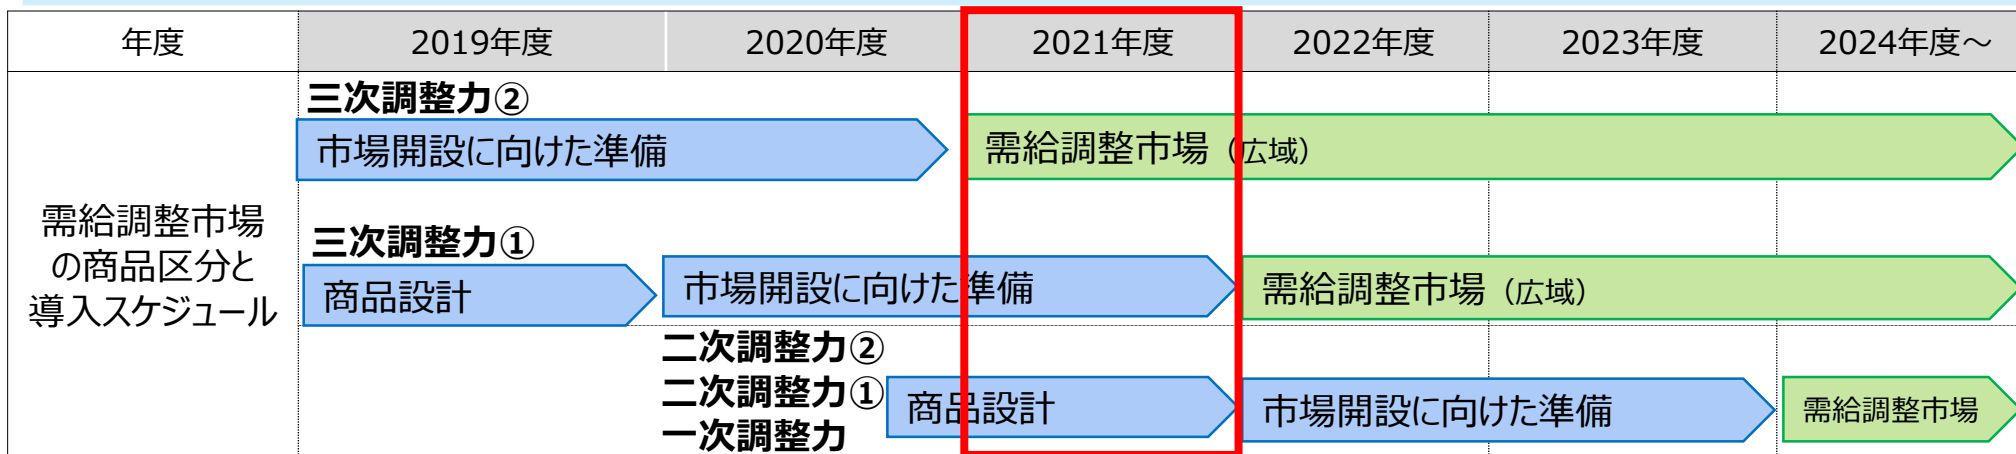 年度
2019年度
2020年度
2021年度
2022年度
2023年度
2024年度～
需給調整市場
の商品区分と
導入スケジュール
三次調整力②
市場開設に向けた準備
需給調整市場（広域）
三次調整力①
商品設計
市場開設に向けた準備
需給調整市場（広域）
二次調整力②
二次調整力①
一次調整力
商品設計
市場開設に向けた準備
需給調整市場